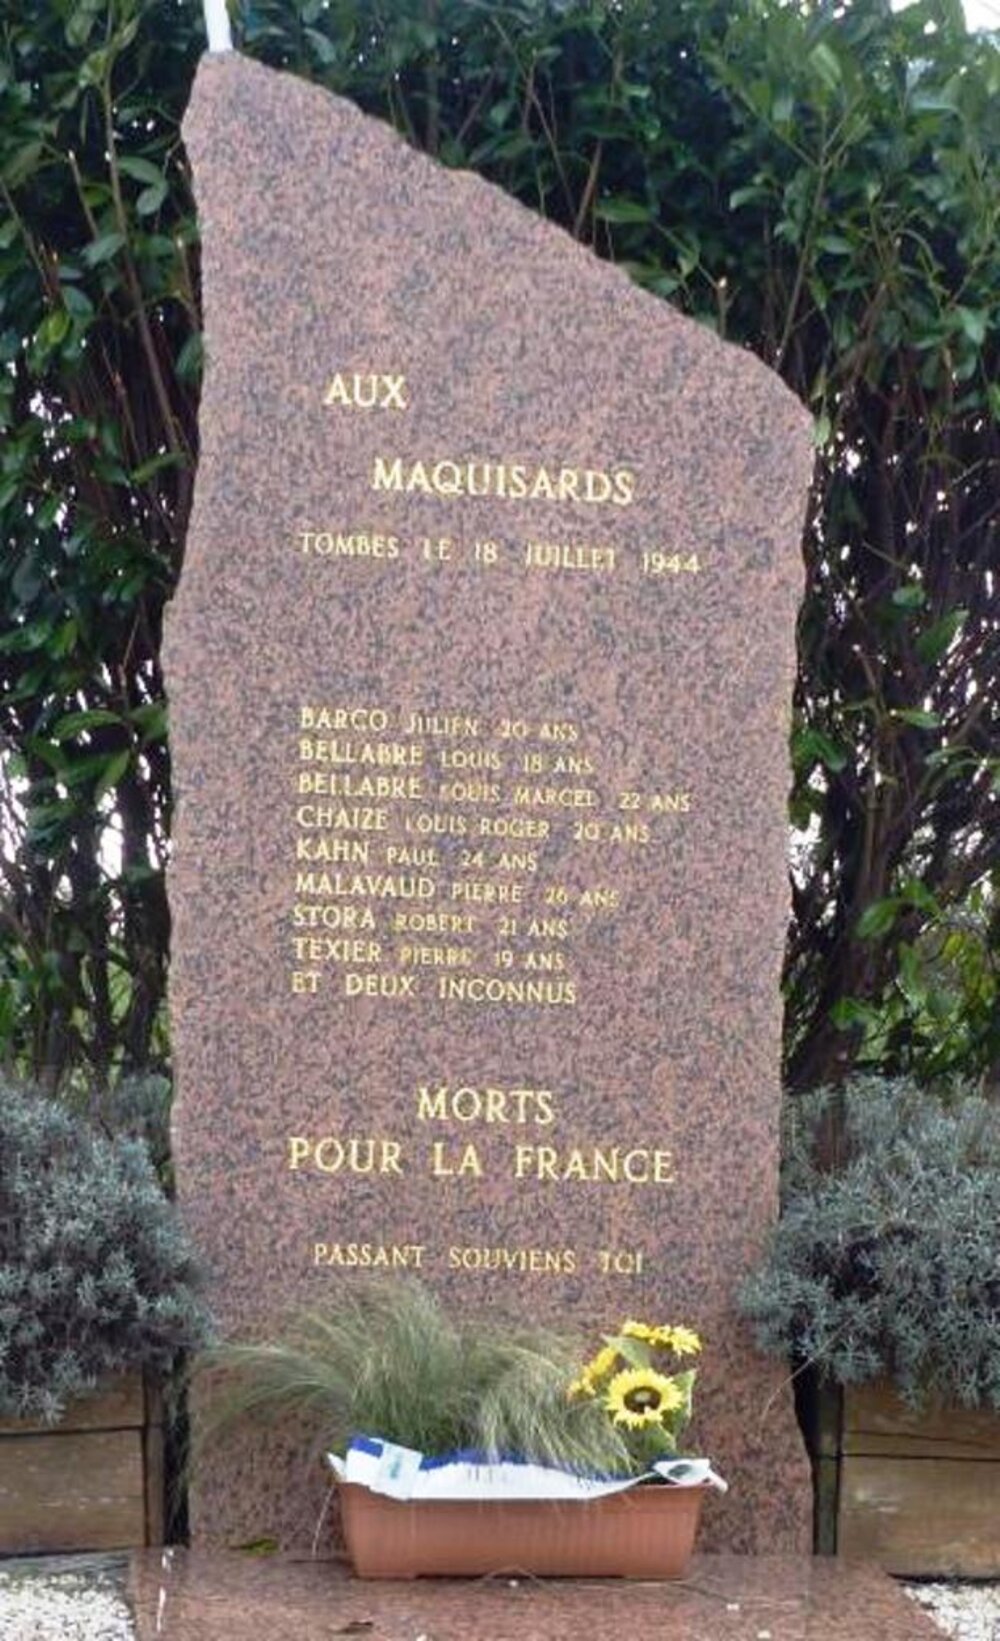 AUX
MAQUISARDS
TOMBES LE 18 JUILLET 1944
BARCO JULIEN 20 ANS
BELLABRE LOUIS 18 ANS
BELLABRE LOUIS MARCEL 22 ANS
CHAIZE LOUIS ROGER 20 ANS
KAHN PAUL 24 ANS
MALAVAUD PIERRE 26 ANS
STORA ROBERT 21 ANS
TEXIER PIERRE 19 ANS
ET DEUX INCONNUS
MORTS
POUR LA FRANCE
PASSANT SOUVIENS TOI